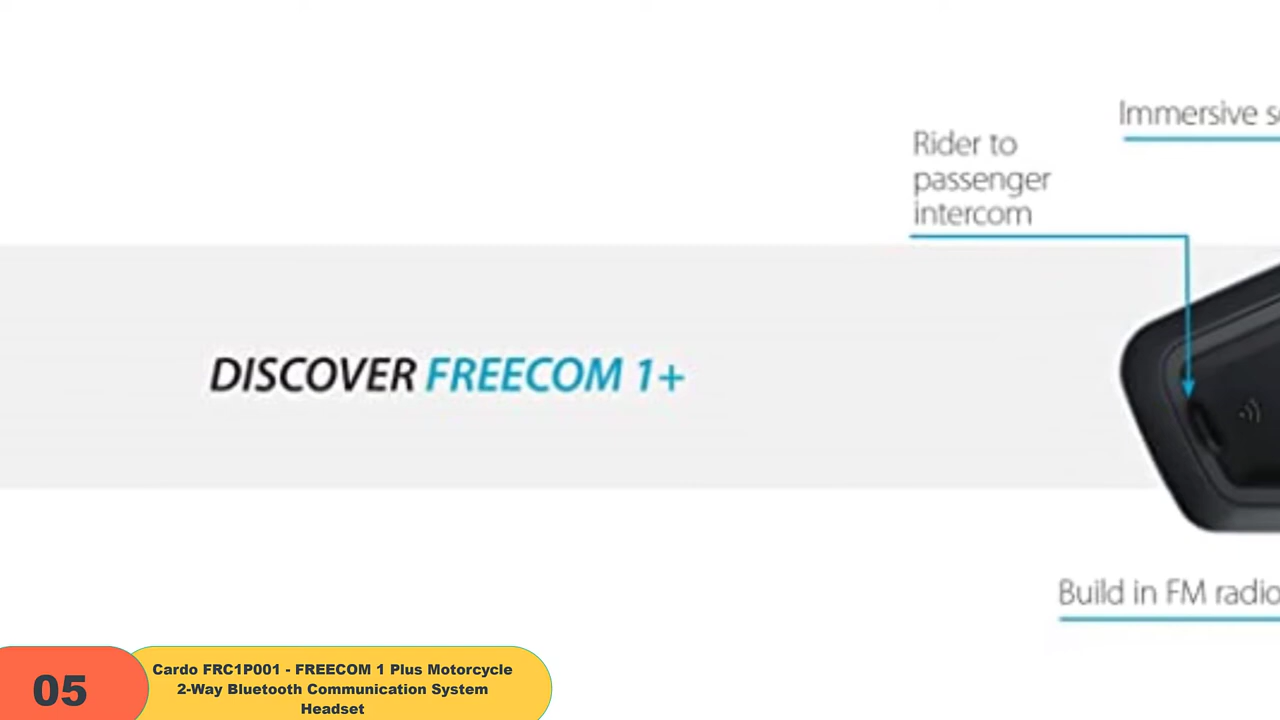 Immersive
Rider to
passenger
intercom
DISCOVER FREECOM 1+
Build in FM radio
05
Cardo FRC1P001 - FREECOM 1 Plus Motorcycle
2-Way Bluetooth Communication System
Headset